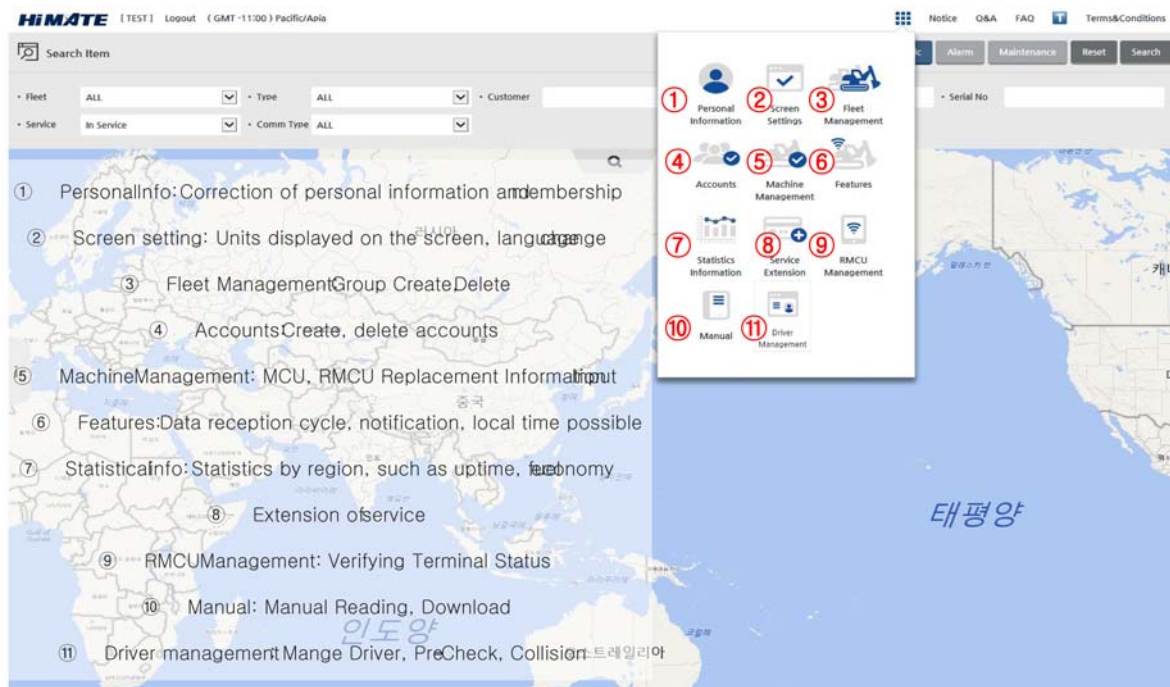 HiMATE [TEST] Logout ( GMT -11:00 ) Pacific/Apia
Notice Q&A FAQ T Terms&Conditions
Search Item
Alarm Maintenance Reset Search
• Fleet ALL • Type ALL • Customer • Serial No
• Service In Service • Comm Type ALL
① Personal Information
② Screen Settings
③ Fleet Management
④ Accounts
⑤ Machine Management
⑥ Features
⑦ Statistics Information
⑧ Service Extension
⑨ RMCU Management
⑩ Manual
⑪ Driver Management
① PersonalInfo: Correction of personal information and membership
② Screen setting: Units displayed on the screen, language change
③ Fleet Management Group Create, Delete
④ Accounts: Create, delete accounts
⑤ MachineManagement: MCU, RMCU Replacement Information Input
⑥ Features: Data reception cycle, notification, local time possible
⑦ StatisticalInfo: Statistics by region, such as uptime, fuel economy
⑧ Extension of service
⑨ RMCUManagement: Verifying Terminal Status
⑩ Manual: Manual Reading, Download
⑪ Driver management: Mange Driver, PreCheck, Collision
러시아
중국
인도
태평양
인도양